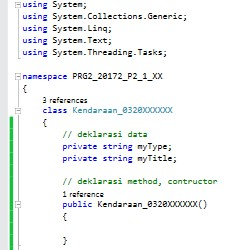 using System;
using System.Collections.Generic;
using System.Linq;
using System.Text;
using System.Threading.Tasks;
namespace PRG2_20172_P2_1_XX
{
3 references
class Kendaraan_0320XXXXXX
{
// deklarasi data
private string myType;
private string myTitle;
// deklarasi method, contructor
1 reference
public Kendaraan_0320XXXXXX()
{
}